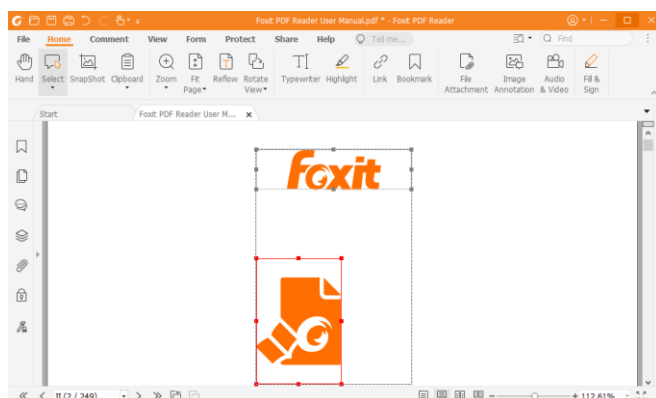 Foxit PDF Reader User Manual.pdf * - Foxit PDF Reader
File Home Comment View Form Protect Share Help Tell me... Find
Hand Select SnapShot Clipboard Zoom Fit Page Reflow Rotate View Typewriter Highlight Link Bookmark File Attachment Image Annotation Audio & Video Fill & Sign
Start Foxit PDF Reader User M...
foxit
II(2 / 249) 112.61%